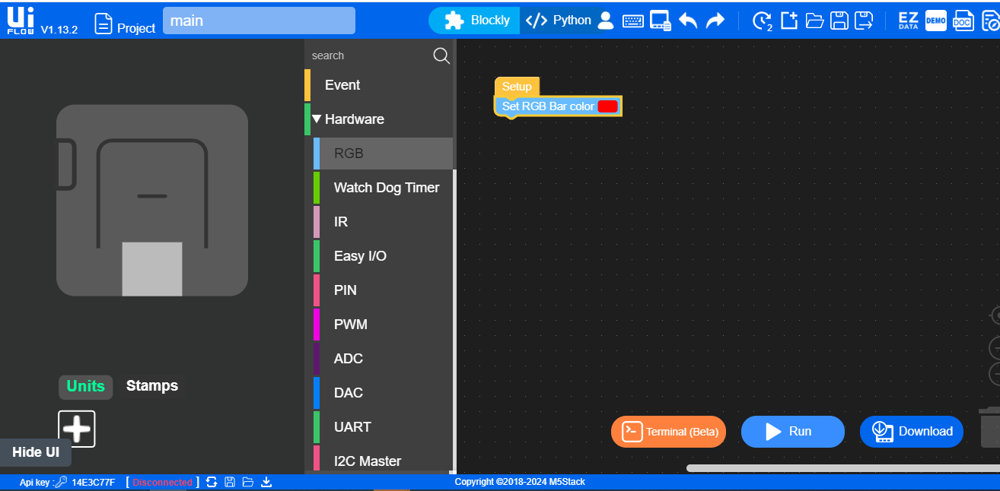 Ui
FLOW
V1.13.2
Project
main
Blockly
</> Python
2
EZ
DATA
DEMO
DOC
search
Event
Hardware
RGB
Watch Dog Timer
IR
Easy I/O
PIN
PWM
ADC
DAC
UART
I2C Master
Setup
Set RGB Bar color
Units
Stamps
Hide UI
Terminal (Beta)
Run
Download
Api key : 14E3C77F [ Disconnected ]
Copyright ©2018-2024 M5Stack